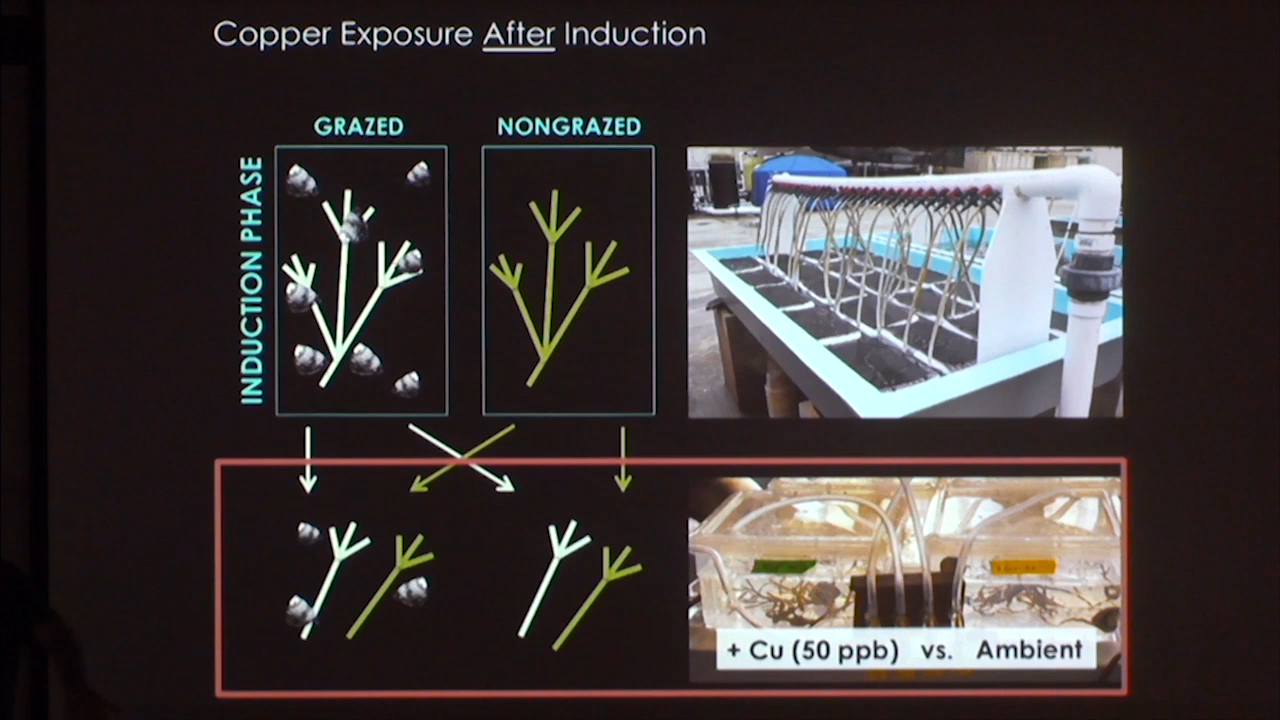 Copper Exposure After Induction
GRAZED
NONGRAZED
INDUCTION PHASE
+ Cu (50 ppb) vs. Ambient